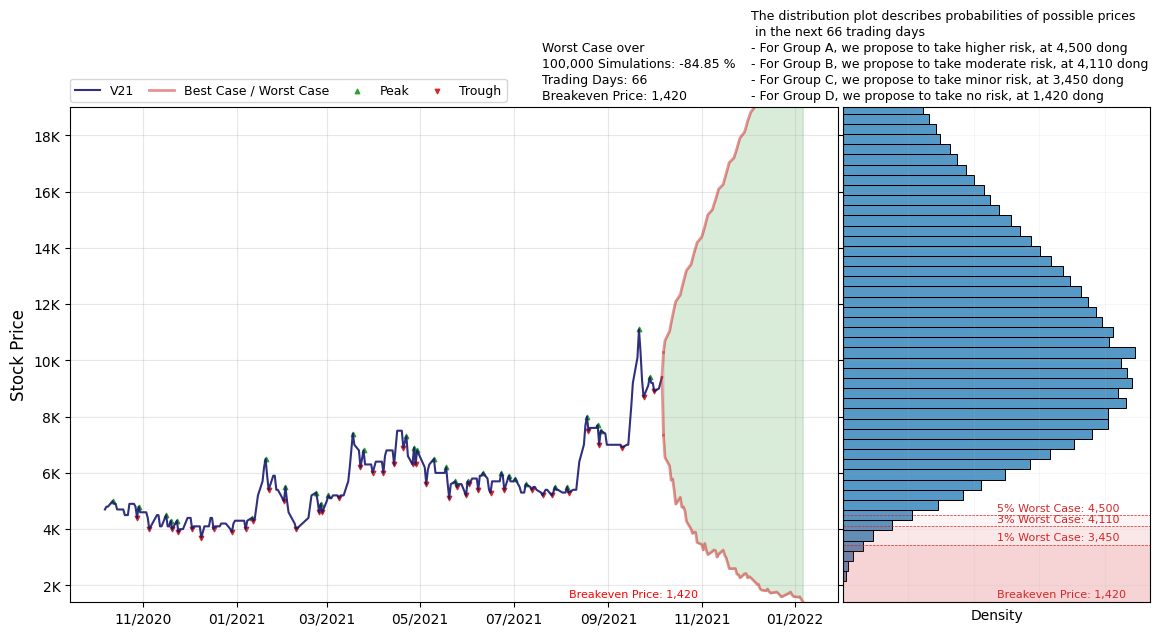 The distribution plot describes probabilities of possible prices
in the next 66 trading days
- For Group A, we propose to take higher risk, at 4,500 dong
- For Group B, we propose to take moderate risk, at 4,110 dong
- For Group C, we propose to take minor risk, at 3,450 dong
- For Group D, we propose to take no risk, at 1,420 dong
Worst Case over
100,000 Simulations: -84.85 %
Trading Days: 66
Breakeven Price: 1,420
V21
Best Case / Worst Case
Peak
Trough
Stock Price
18K
16K
14K
12K
10K
8K
6K
4K
2K
5% Worst Case: 4,500
3% Worst Case: 4,110
1% Worst Case: 3,450
Breakeven Price: 1,420
Breakeven Price: 1,420
11/2020
01/2021
03/2021
05/2021
07/2021
09/2021
11/2021
01/2022
Density